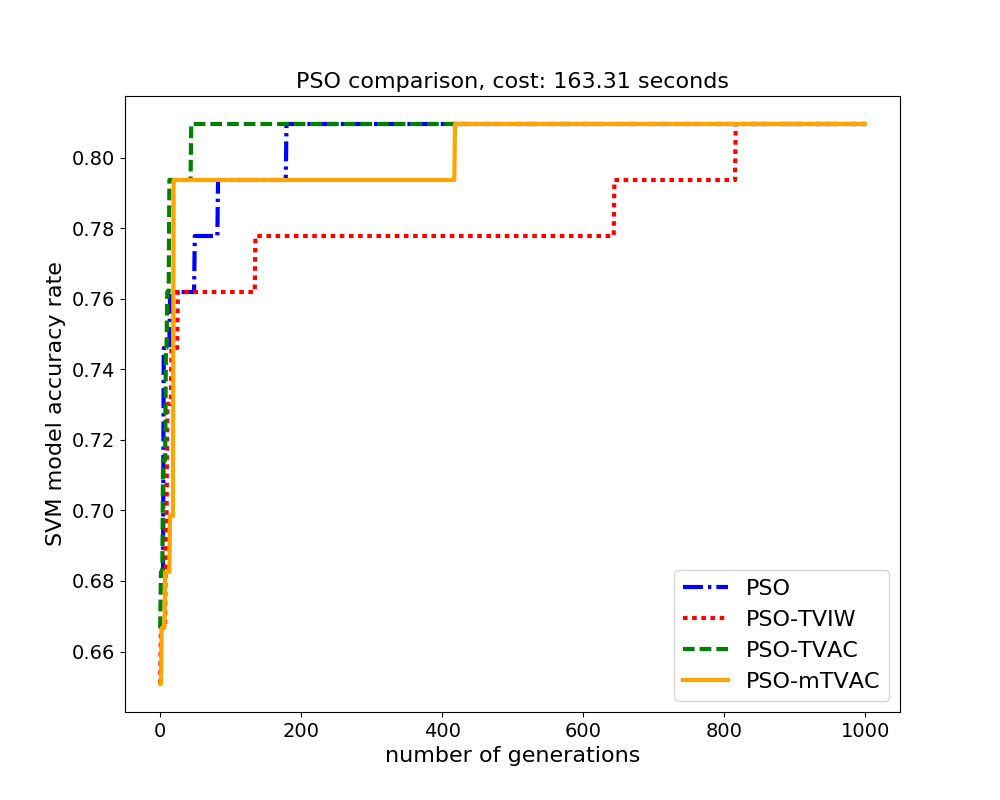 PSO comparison, cost: 163.31 seconds
SVM model accuracy rate
0.80
0.78
0.76
0.74
0.72
0.70
0.68
0.66
0 200 400 600 800 1000
number of generations
PSO
PSO-TVIW
PSO-TVAC
PSO-mTVAC